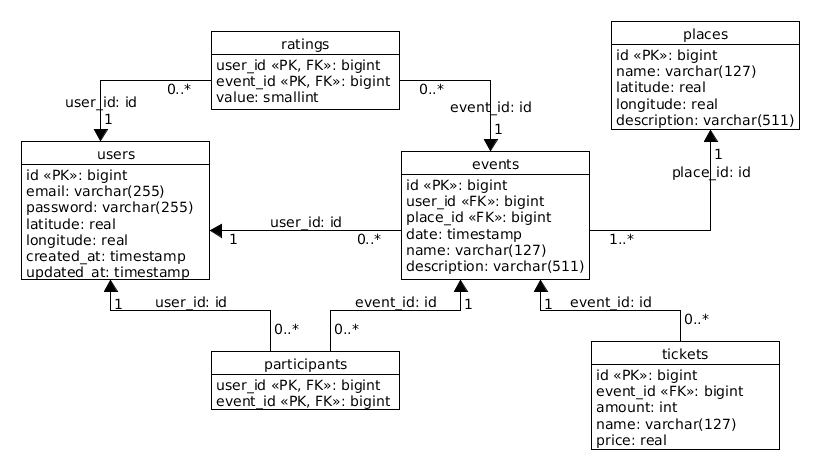 ratings
user_id «PK, FK»: bigint
event_id «PK, FK»: bigint
value: smallint
places
id «PK»: bigint
name: varchar(127)
latitude: real
longitude: real
description: varchar(511)
0..*
user_id: id
1
0..*
event_id: id
1
1
place_id: id
users
id «PK»: bigint
email: varchar(255)
password: varchar(255)
latitude: real
longitude: real
created_at: timestamp
updated_at: timestamp
user_id: id
1
0..*
events
id «PK»: bigint
user_id «FK»: bigint
place_id «FK»: bigint
date: timestamp
name: varchar(127)
description: varchar(511)
1..*
1
user_id: id
0..*
event_id: id
1
0..*
1
event_id: id
0..*
participants
user_id «PK, FK»: bigint
event_id «PK, FK»: bigint
tickets
id «PK»: bigint
event_id «FK»: bigint
amount: int
name: varchar(127)
price: real